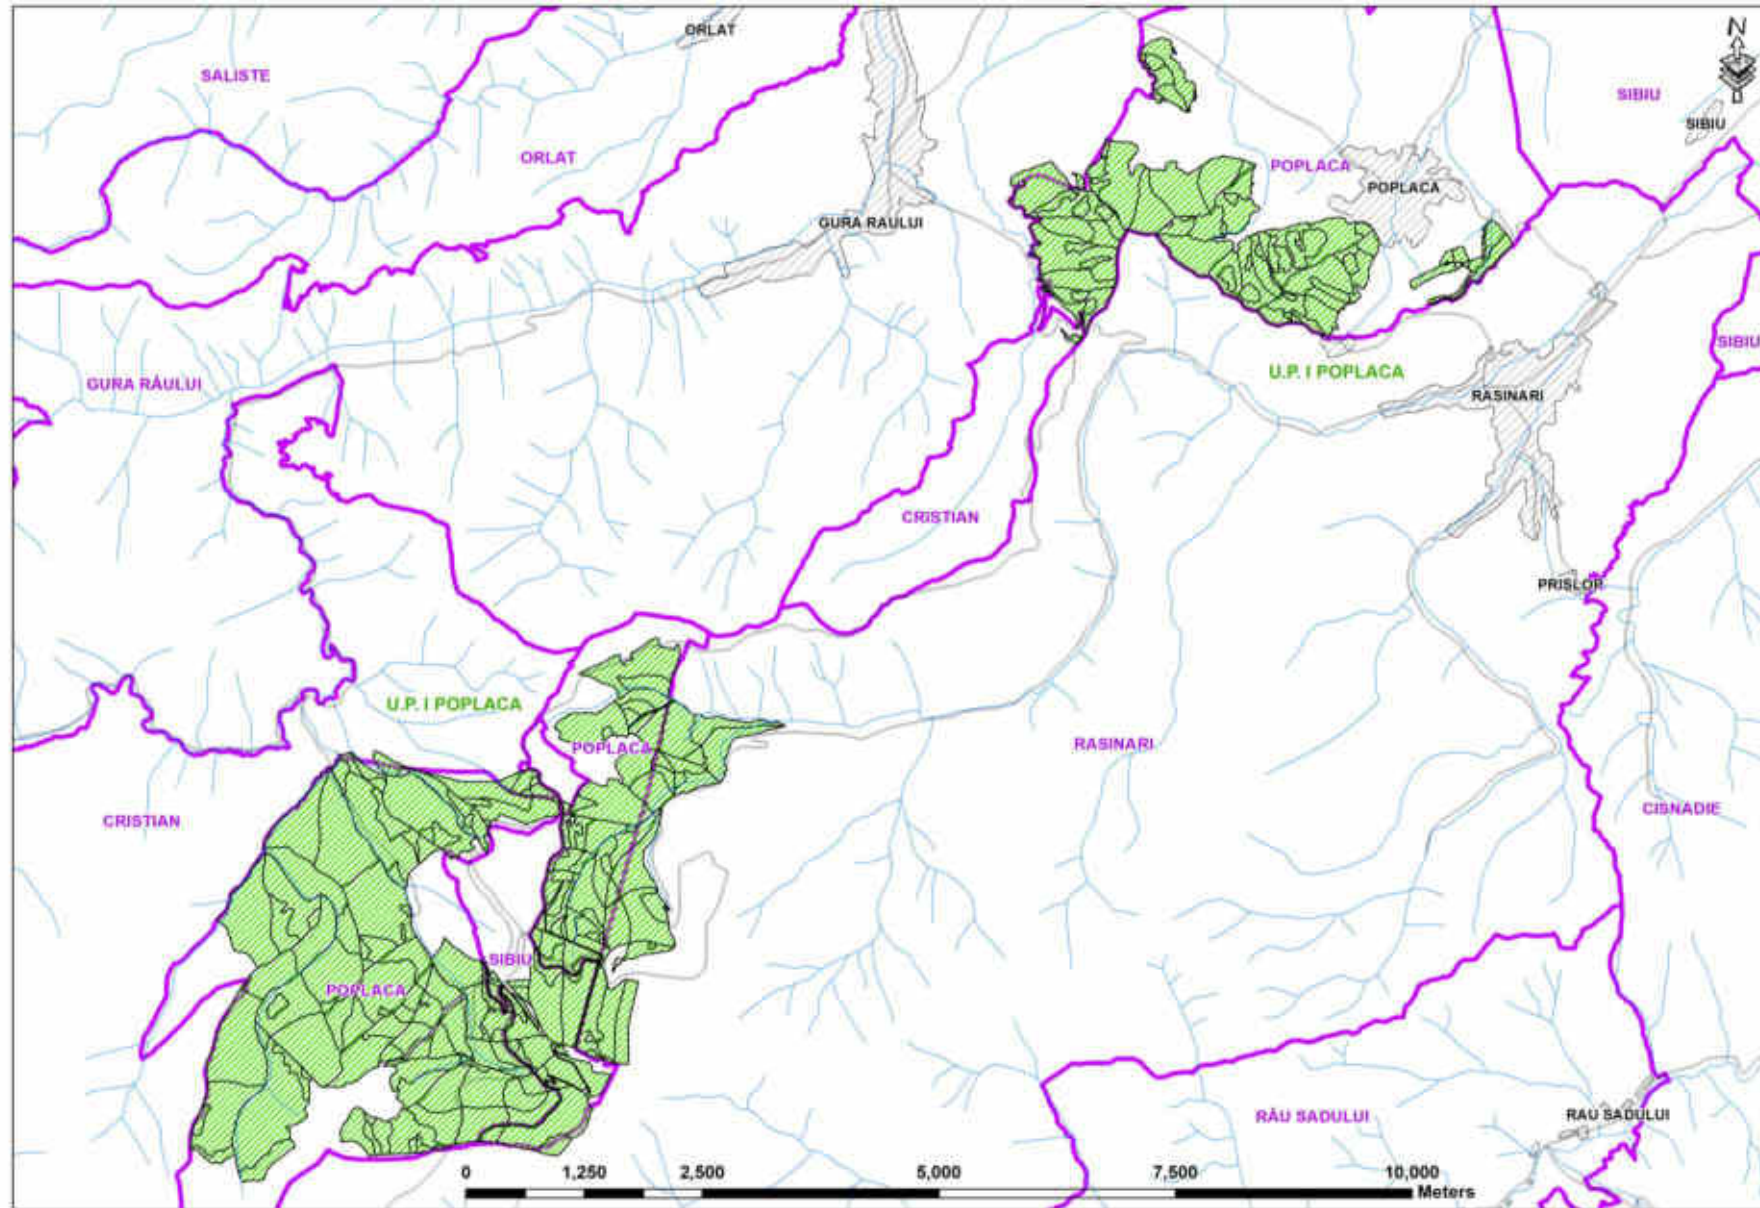 ORLAT
N
SALISTE
SIBIU
SIBIU
ORLAT
POPLACA
POPLACA
GURA RAULUI
SIBIU
U.P. I POPLACA
GURA RÂULUI
RASINARI
CRISTIAN
PRISLOP
U.P. I POPLACA
POPLACA
RASINARI
CISNADIE
CRISTIAN
SIBIU
POPLACA
RÂU SADULUI
RAU SADULUI
0 1,250 2,500 5,000 7,500 10,000
Meters